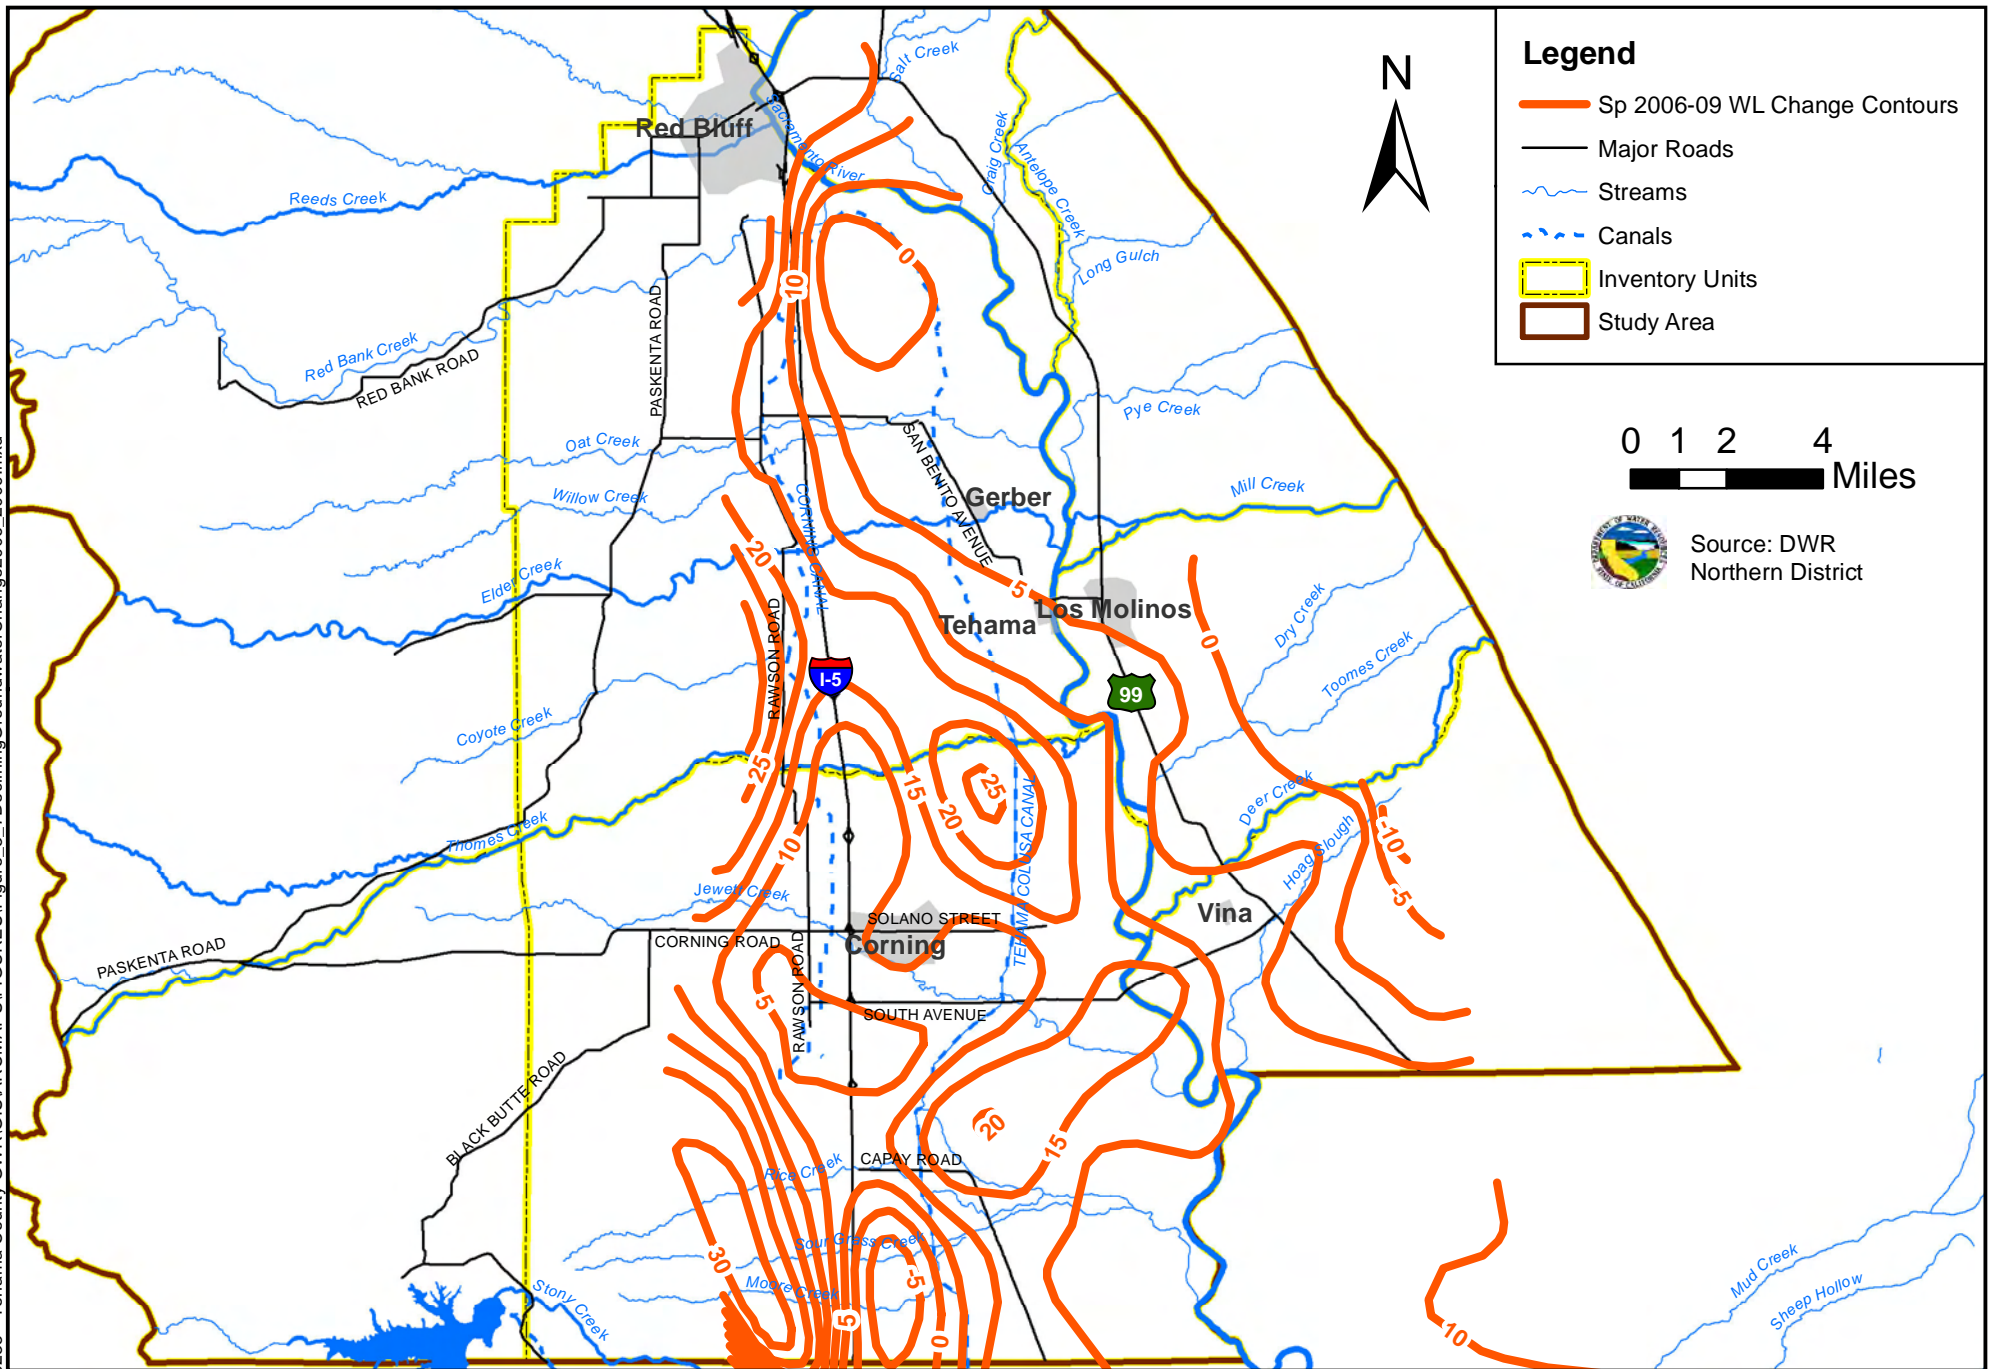 Legend
Sp 2006-09 WL Change Contours
Major Roads
Streams
Canals
Inventory Units
Study Area
N
0 1 2 4
Miles
Source: DWR
Northern District
Salt Creek
Red Bluff
Sacramento River
Craig Creek
Antelope Creek
Reeds Creek
Long Gulch
0
10
PASKENTA ROAD
Red Bank Creek
RED BANK ROAD
Pye Creek
Oat Creek
SAN BENITO AVENUE
Willow Creek
CORNING CANAL
Gerber
Mill Creek
20
Elder Creek
5
Los Molinos
Tehama
RAWSON ROAD
0
Dry Creek
Toomes Creek
I-5
99
Coyote Creek
25
15
25
20
TEHAMA COLUSA CANAL
Deer Creek
Thomes Creek
10
-10
Hoag Slough
-5
Jewett Creek
SOLANO STREET
Vina
CORNING ROAD
Corning
PASKENTA ROAD
RAWSON ROAD
5
SOUTH AVENUE
BLACK BUTTE ROAD
20
15
CAPAY ROAD
Rice Creek
Sour Grass Creek
30
Moore Creek
-5
5
0
Stony Creek
10
Mud Creek
Sheep Hollow